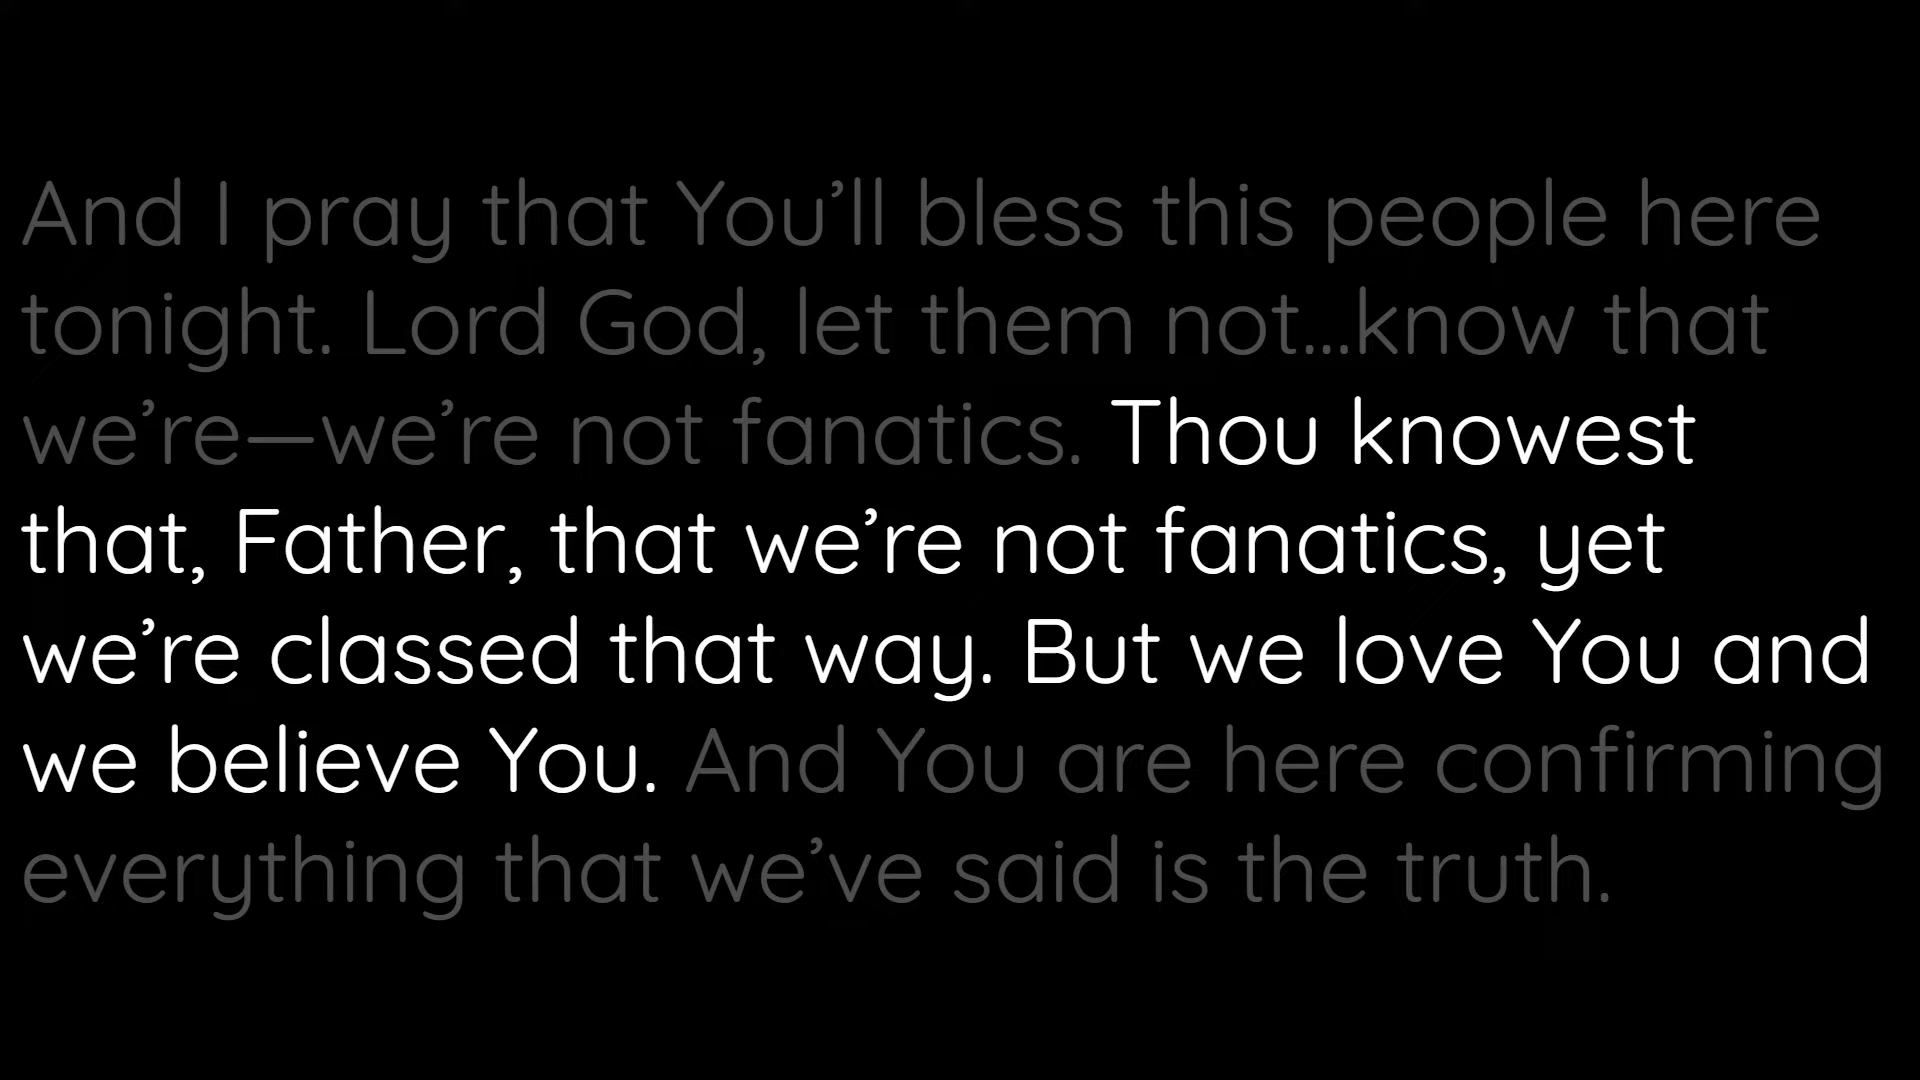 And I pray that You’ll bless this people here
tonight. Lord God, let them not...know that
we’re—we’re not fanatics. Thou knowest
that, Father, that we’re not fanatics, yet
we’re classed that way. But we love You and
we believe You. And You are here confirming
everything that we’ve said is the truth.